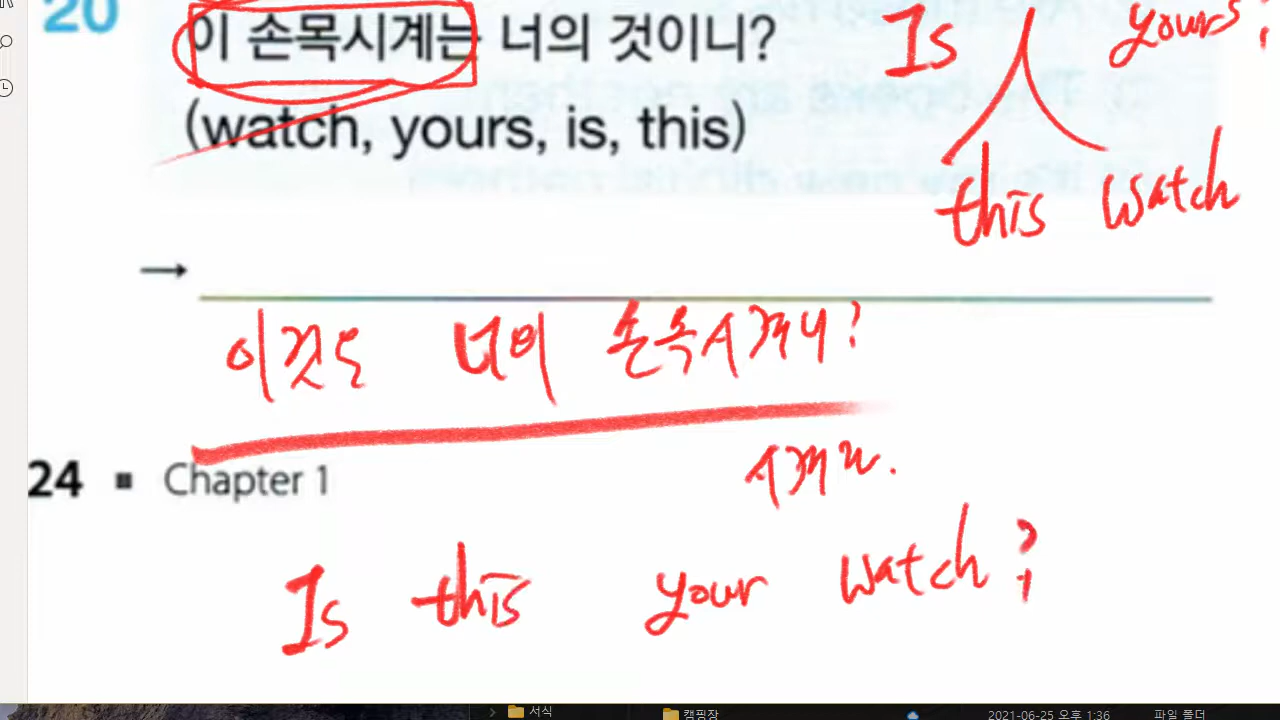 20
이 손목시계는 너의 것이니?
(watch, yours, is, this)
Is yours?
this watch
→
이것은 너의 손목시계니?
24 ■ Chapter 1
Is this your watch?
서식
캠핑장
2021-06-25 오후 1:36
파일 폴더